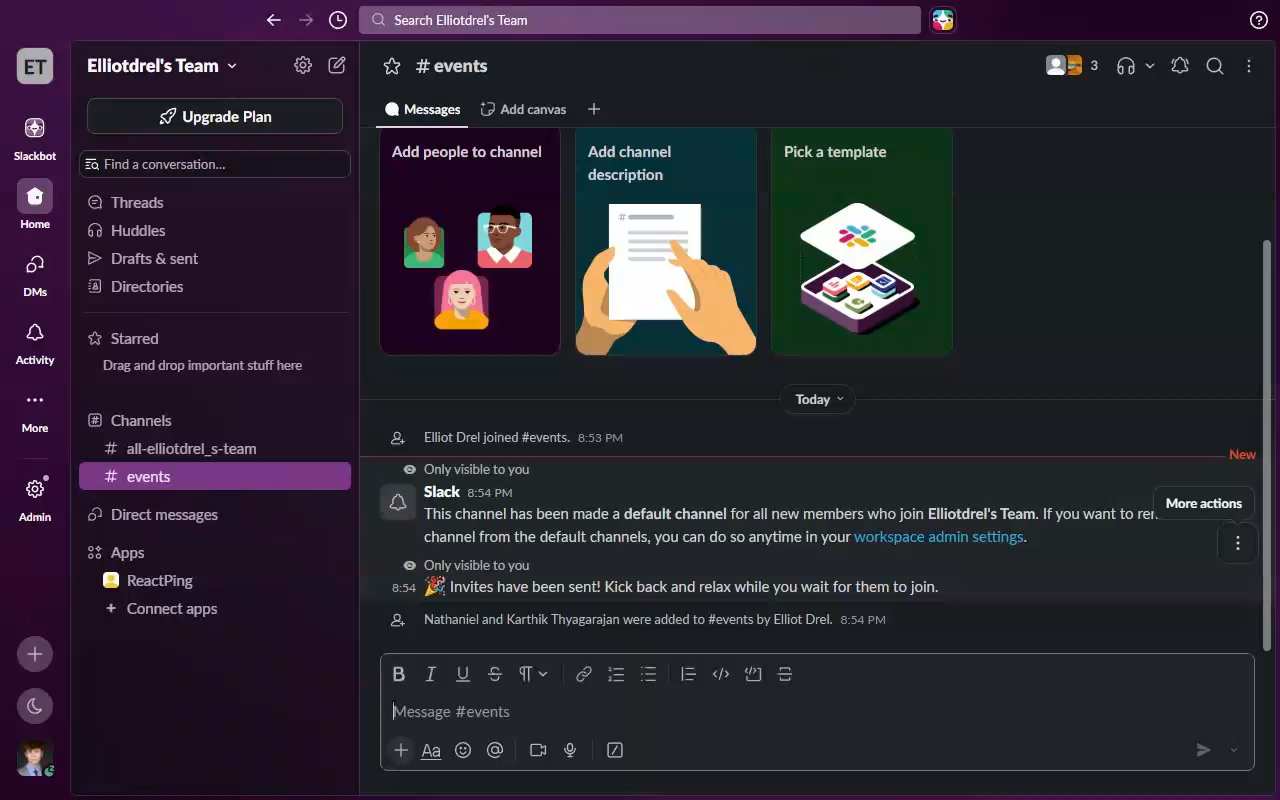 Search Elliotdrel's Team
ET
Elliotdrel's Team
# events
3
Upgrade Plan
Messages
Add canvas
Find a conversation...
Slackbot
Home
DMs
Activity
More
Admin
Threads
Huddles
Drafts & sent
Directories
Starred
Drag and drop important stuff here
Channels
# all-elliotdrel_s-team
# events
Direct messages
Apps
ReactPing
+ Connect apps
Add people to channel
Add channel
description
#
Pick a template
Today
Elliot Drel joined #events. 8:53 PM
New
Only visible to you
Slack 8:54 PM
More actions
This channel has been made a default channel for all new members who join Elliotdrel's Team. If you want to
channel from the default channels, you can do so anytime in your workspace admin settings.
Only visible to you
8:54 🎉 Invites have been sent! Kick back and relax while you wait for them to join.
Nathaniel and Karthik Thyagarajan were added to #events by Elliot Drel. 8:54 PM
B I U S
Message #events
+ Aa @